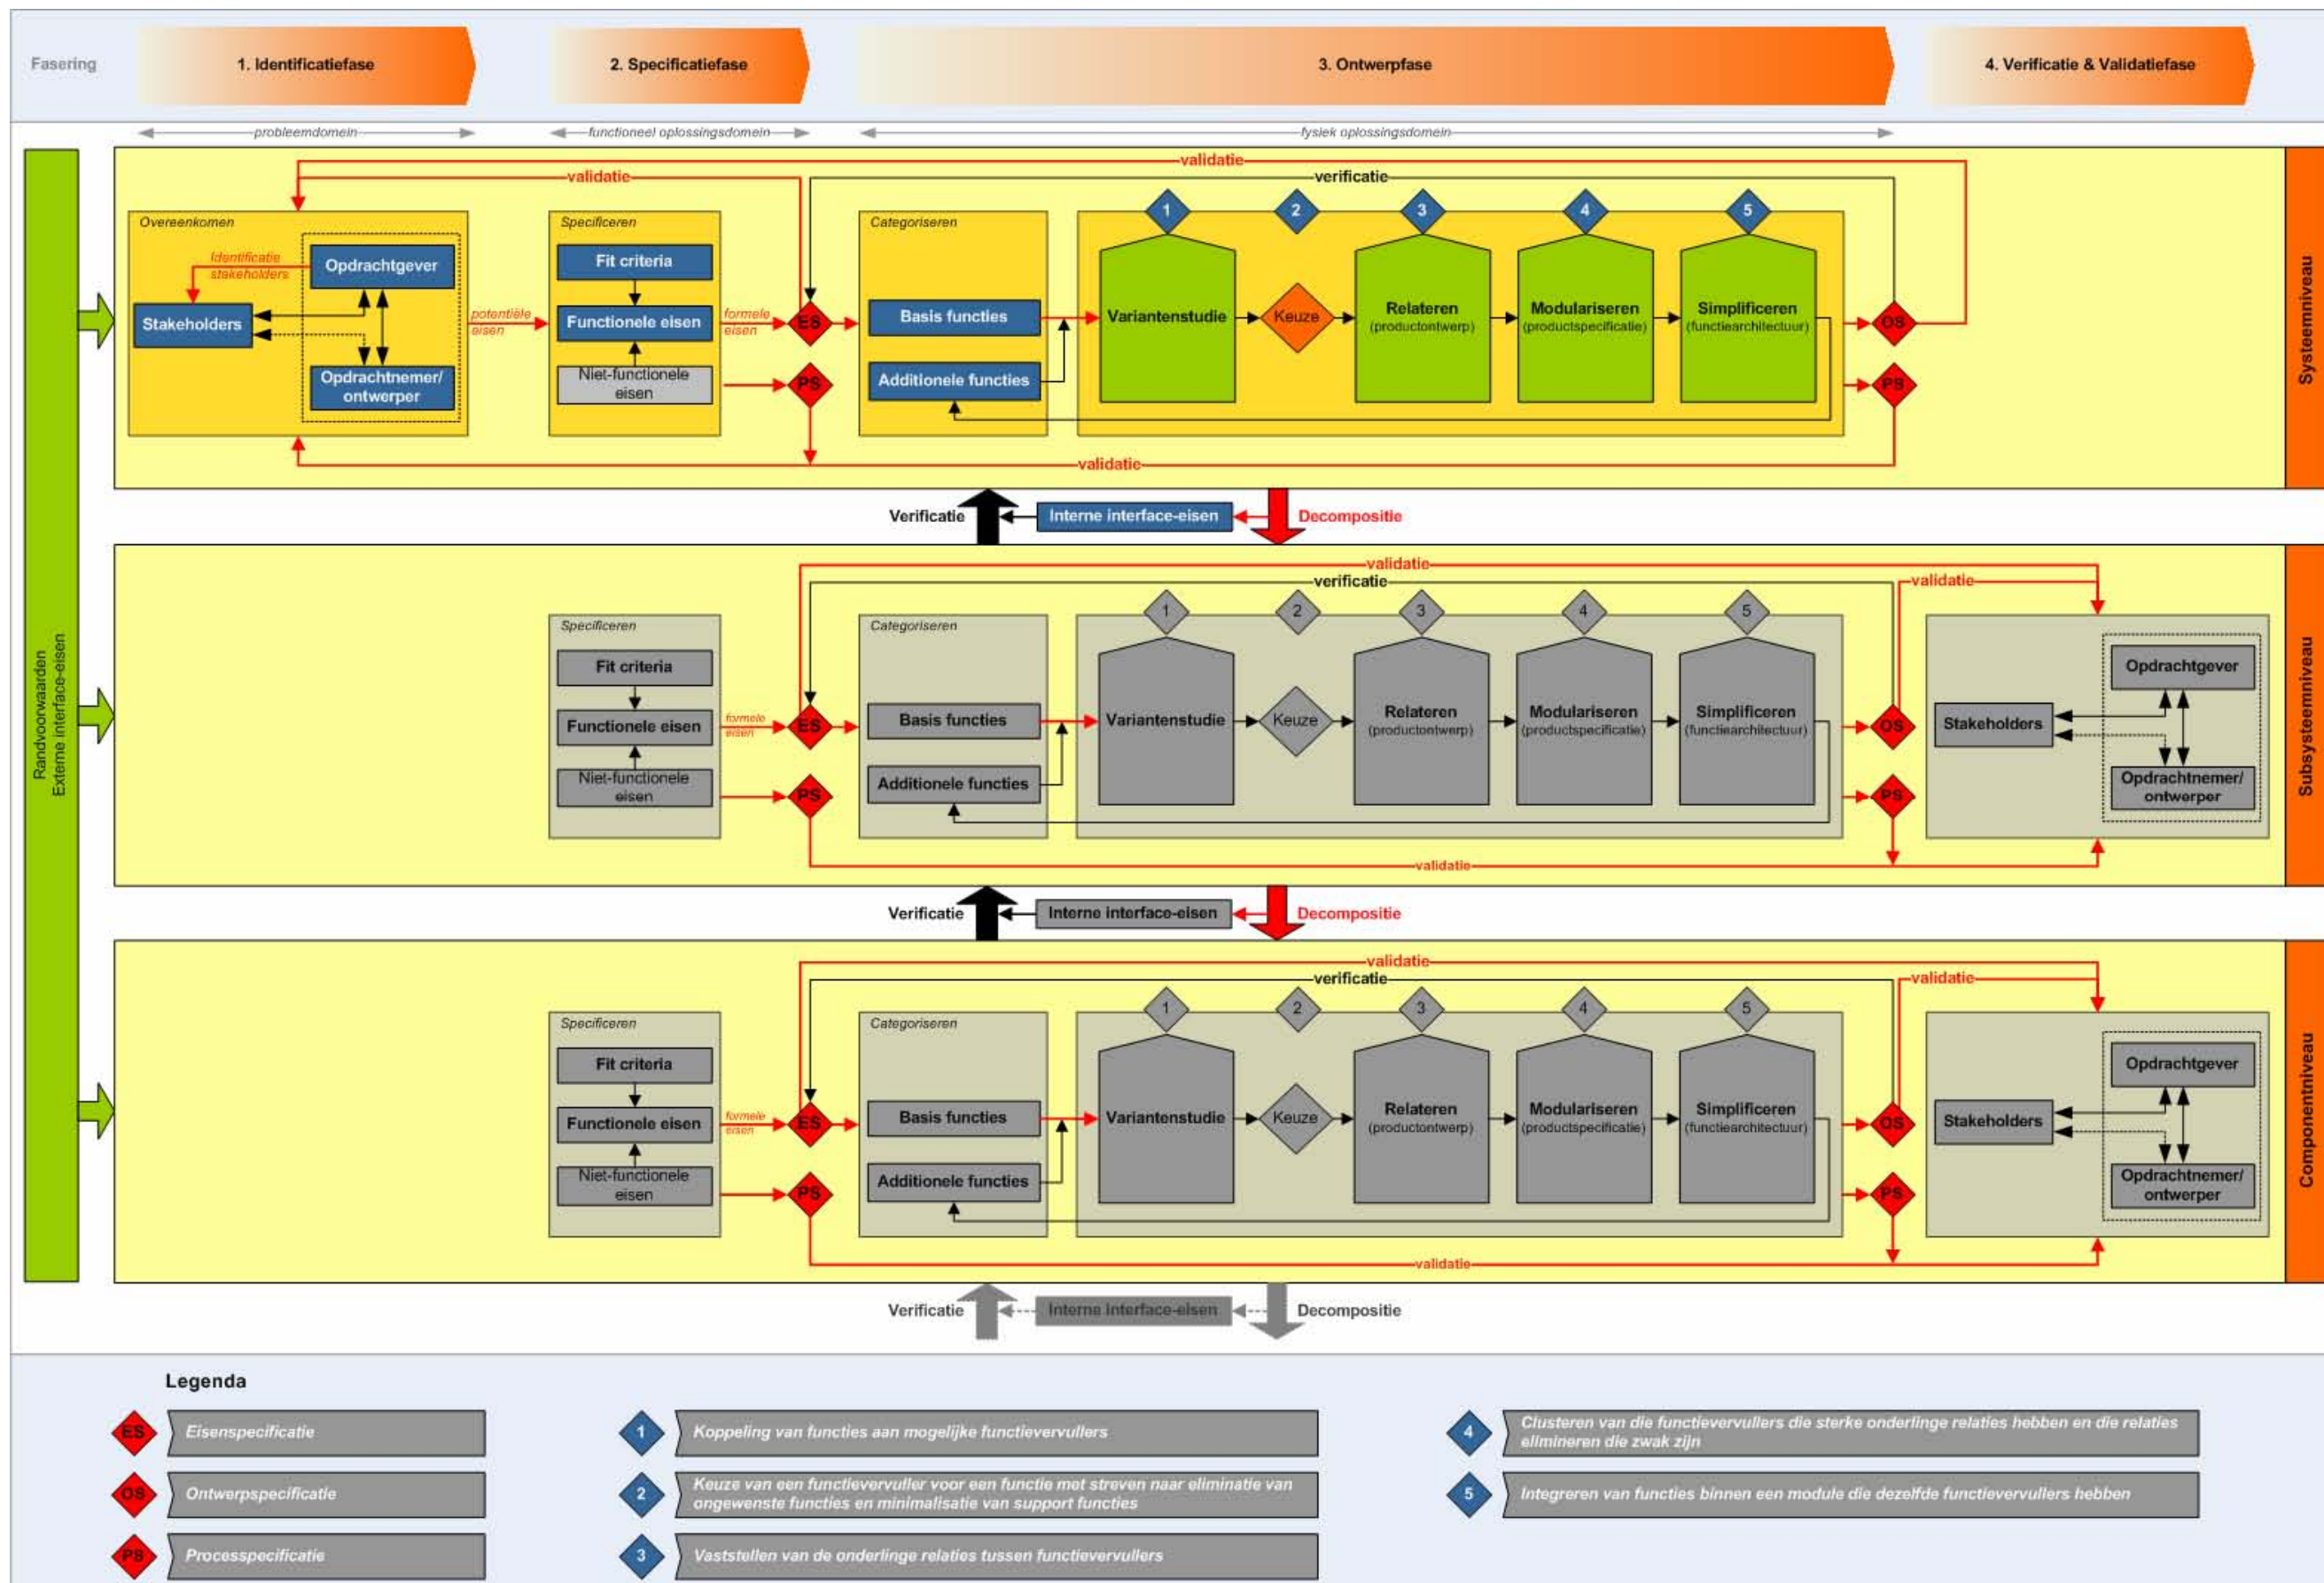 Fasering
1. Identificatiefase
2. Specificatiefase
3. Ontwerpfase
4. Verificatie & Validatiefase
probleemdomein
functioneel oplossingsdomein
fysiek oplossingsdomein
Randvoorwaarden
Externe interface-eisen
Systeemniveau
validatie
validatie
verificatie
Overeenkomen
Identificatie
stakeholders
Opdrachtgever
Stakeholders
Opdrachtnemer/
ontwerper
potentiële
eisen
Specificeren
Fit criteria
Functionele eisen
Niet-functionele
eisen
formele
eisen
ES
PS
Categoriseren
Basis functies
Additionele functies
1
2
3
4
5
Variantenstudie
Keuze
Relateren
(productontwerp)
Modulariseren
(productspecificatie)
Simplificeren
(functiearchitectuur)
OS
PS
validatie
Verificatie
Interne interface-eisen
Decompositie
Subsysteemniveau
validatie
verificatie
validatie
Specificeren
Fit criteria
Functionele eisen
Niet-functionele
eisen
formele
eisen
ES
PS
Categoriseren
Basis functies
Additionele functies
1
2
3
4
5
Variantenstudie
Keuze
Relateren
(productontwerp)
Modulariseren
(productspecificatie)
Simplificeren
(functiearchitectuur)
OS
PS
Opdrachtgever
Stakeholders
Opdrachtnemer/
ontwerper
validatie
Verificatie
Interne interface-eisen
Decompositie
Componentniveau
validatie
verificatie
validatie
Specificeren
Fit criteria
Functionele eisen
Niet-functionele
eisen
formele
eisen
ES
PS
Categoriseren
Basis functies
Additionele functies
1
2
3
4
5
Variantenstudie
Keuze
Relateren
(productontwerp)
Modulariseren
(productspecificatie)
Simplificeren
(functiearchitectuur)
OS
PS
Opdrachtgever
Stakeholders
Opdrachtnemer/
ontwerper
validatie
Verificatie
Interne interface-eisen
Decompositie
Legenda
ES
Eisenspecificatie
OS
Ontwerpspecificatie
PS
Processpecificatie
1
Koppeling van functies aan mogelijke functievervullers
2
Keuze van een functievervuller voor een functie met streven naar eliminatie van
ongewenste functies en minimalisatie van support functies
3
Vaststellen van de onderlinge relaties tussen functievervullers
4
Clusteren van die functievervullers die sterke onderlinge relaties hebben en die relaties
elimineren die zwak zijn
5
Integreren van functies binnen een module die dezelfde functievervullers hebben